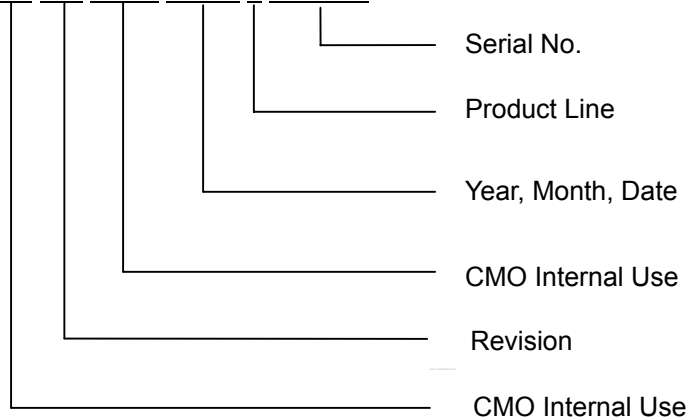 Serial No.
Product Line
Year, Month, Date
CMO Internal Use
Revision
CMO Internal Use